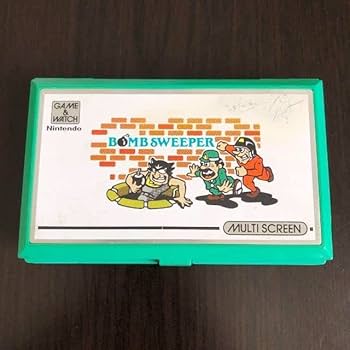 GAME
&
WATCH
Nintendo
BOMB SWEEPER
MULTI SCREEN